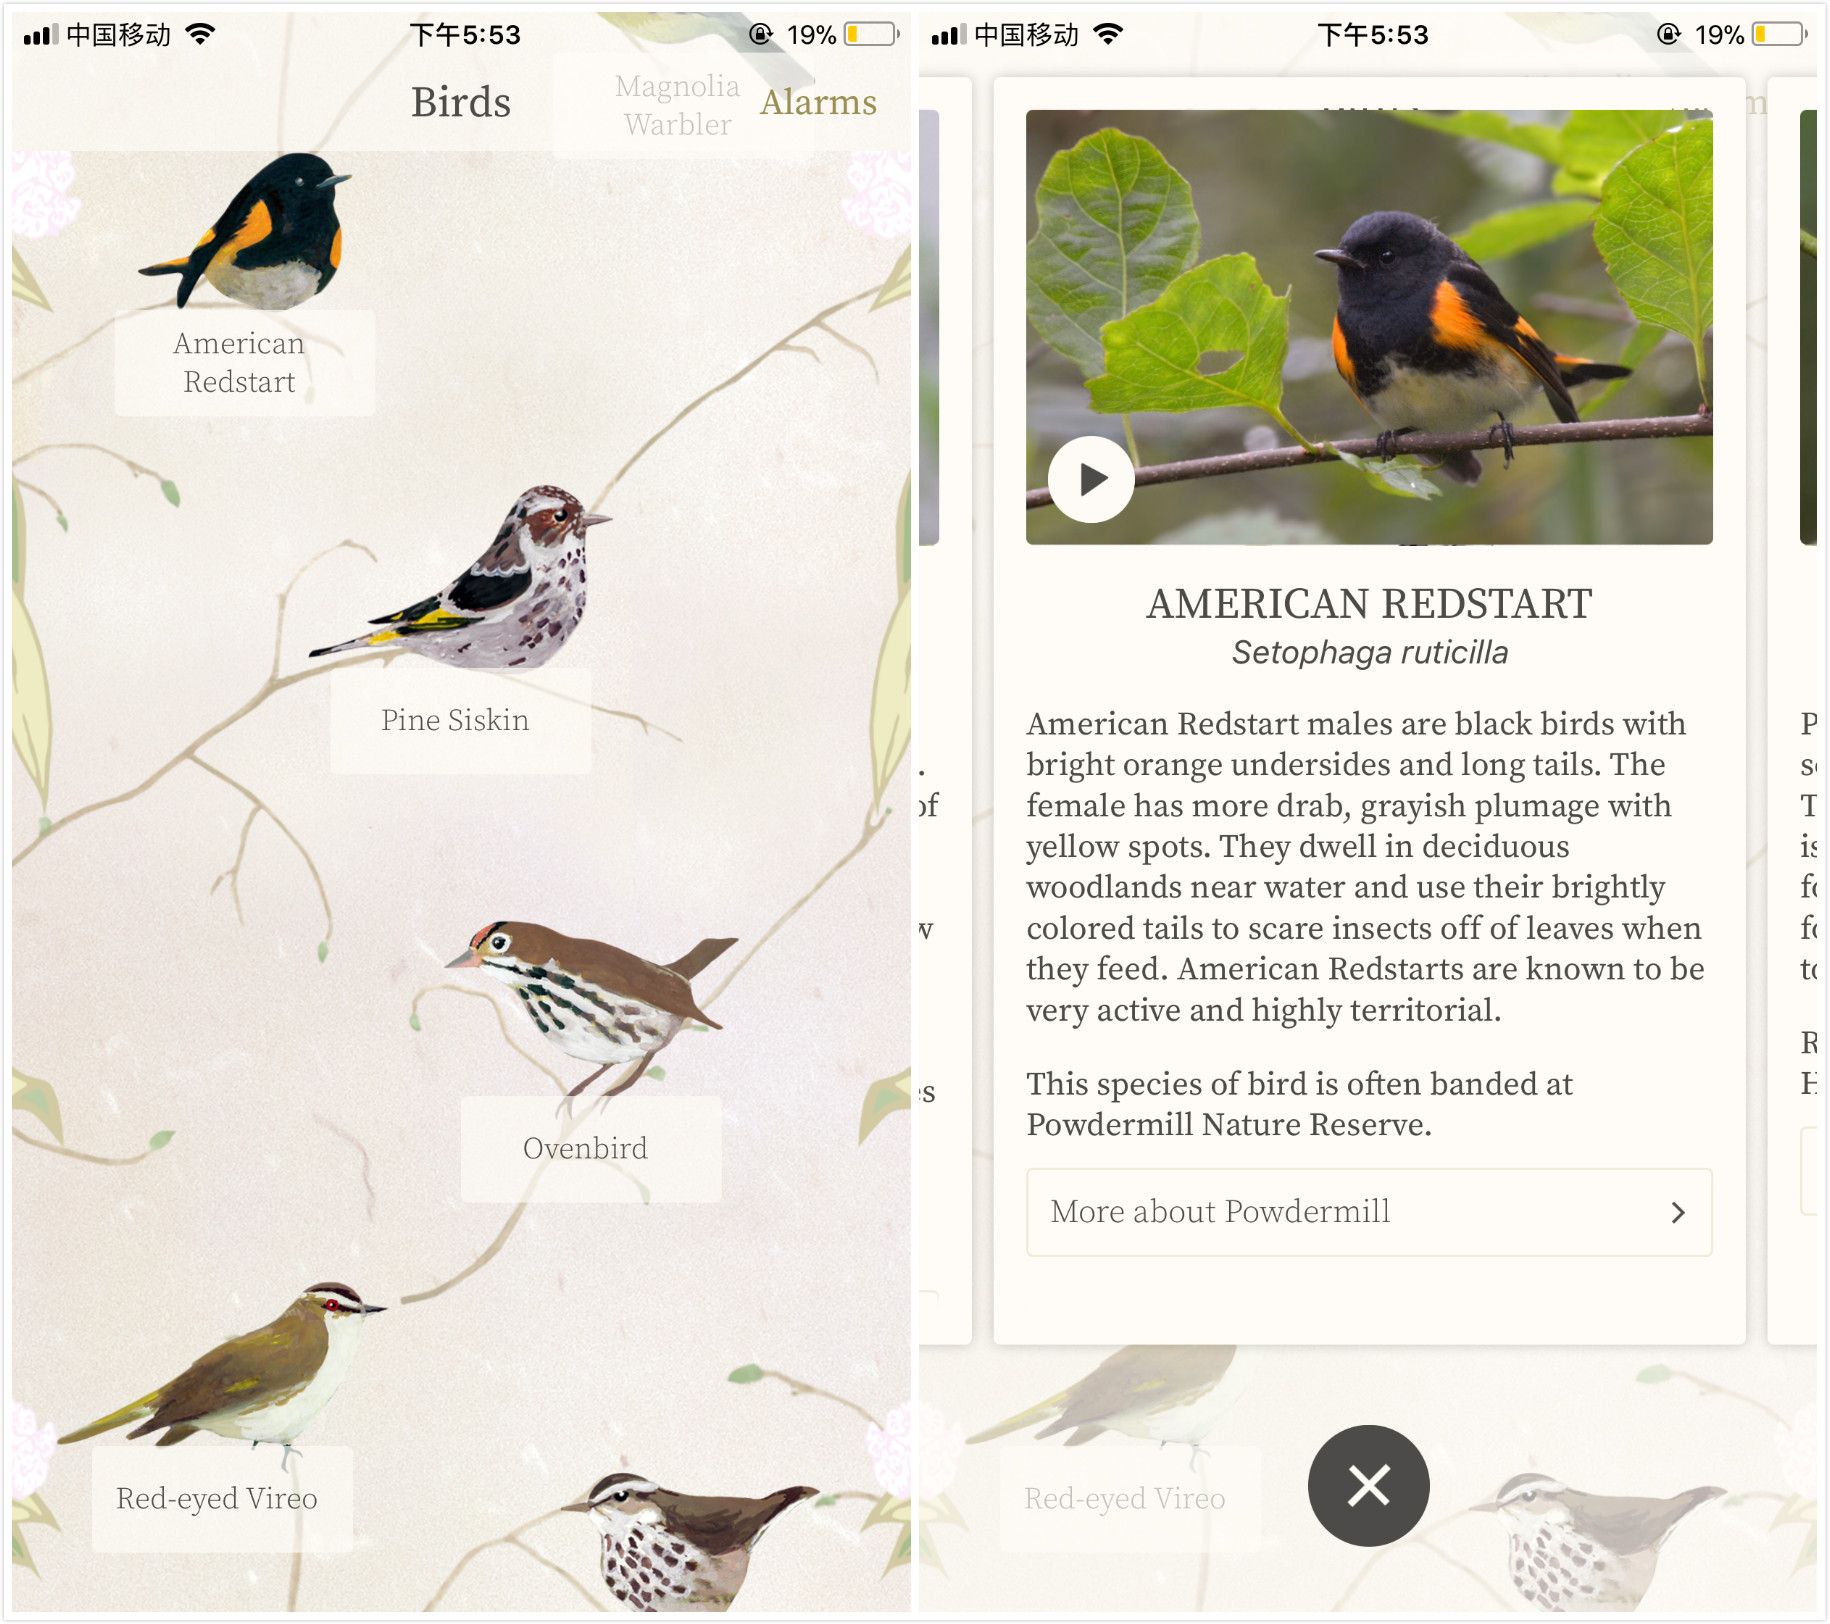 中国移动 下午5:53 19%
Birds
Magnolia
Warbler
Alarms
American
Redstart
Pine Siskin
Ovenbird
Red-eyed Vireo
中国移动 下午5:53 19%
AMERICAN REDSTART
Setophaga ruticilla
American Redstart males are black birds with
bright orange undersides and long tails. The
female has more drab, grayish plumage with
yellow spots. They dwell in deciduous
woodlands near water and use their brightly
colored tails to scare insects off of leaves when
they feed. American Redstarts are known to be
very active and highly territorial.
This species of bird is often banded at
Powdermill Nature Reserve.
More about Powdermill
Red-eyed Vireo